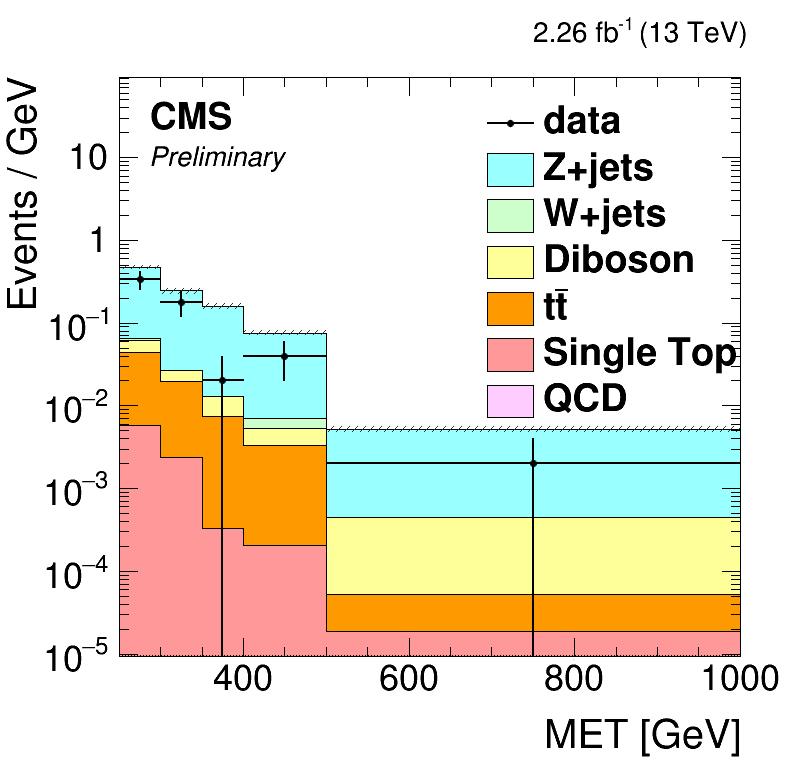 2.26 fb⁻¹ (13 TeV)
Events / GeV
CMS
Preliminary
data
Z+jets
W+jets
Diboson
tt̄
Single Top
QCD
10
1
10⁻¹
10⁻²
10⁻³
10⁻⁴
10⁻⁵
400 600 800 1000
MET [GeV]